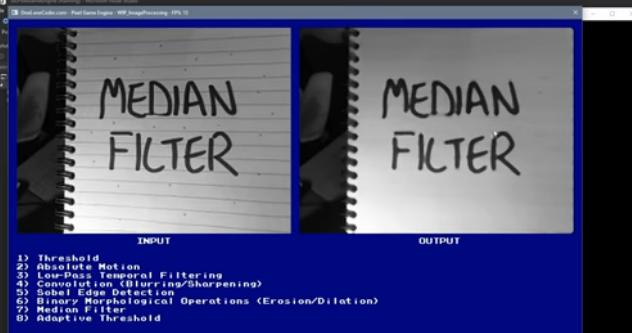 OneLoneCoder.com - Pixel Game Engine - WIP_ImageProcessing - FPS: 15
MEDIAN
FILTER
MEDIAN
FILTER
INPUT
OUTPUT
1) Threshold
2) Absolute Motion
3) Low-Pass Temporal Filtering
4) Convolution (Blurring/Sharpening)
5) Sobel Edge Detection
6) Binary Morphological Operations (Erosion/Dilation)
7) Median Filter
8) Adaptive Threshold